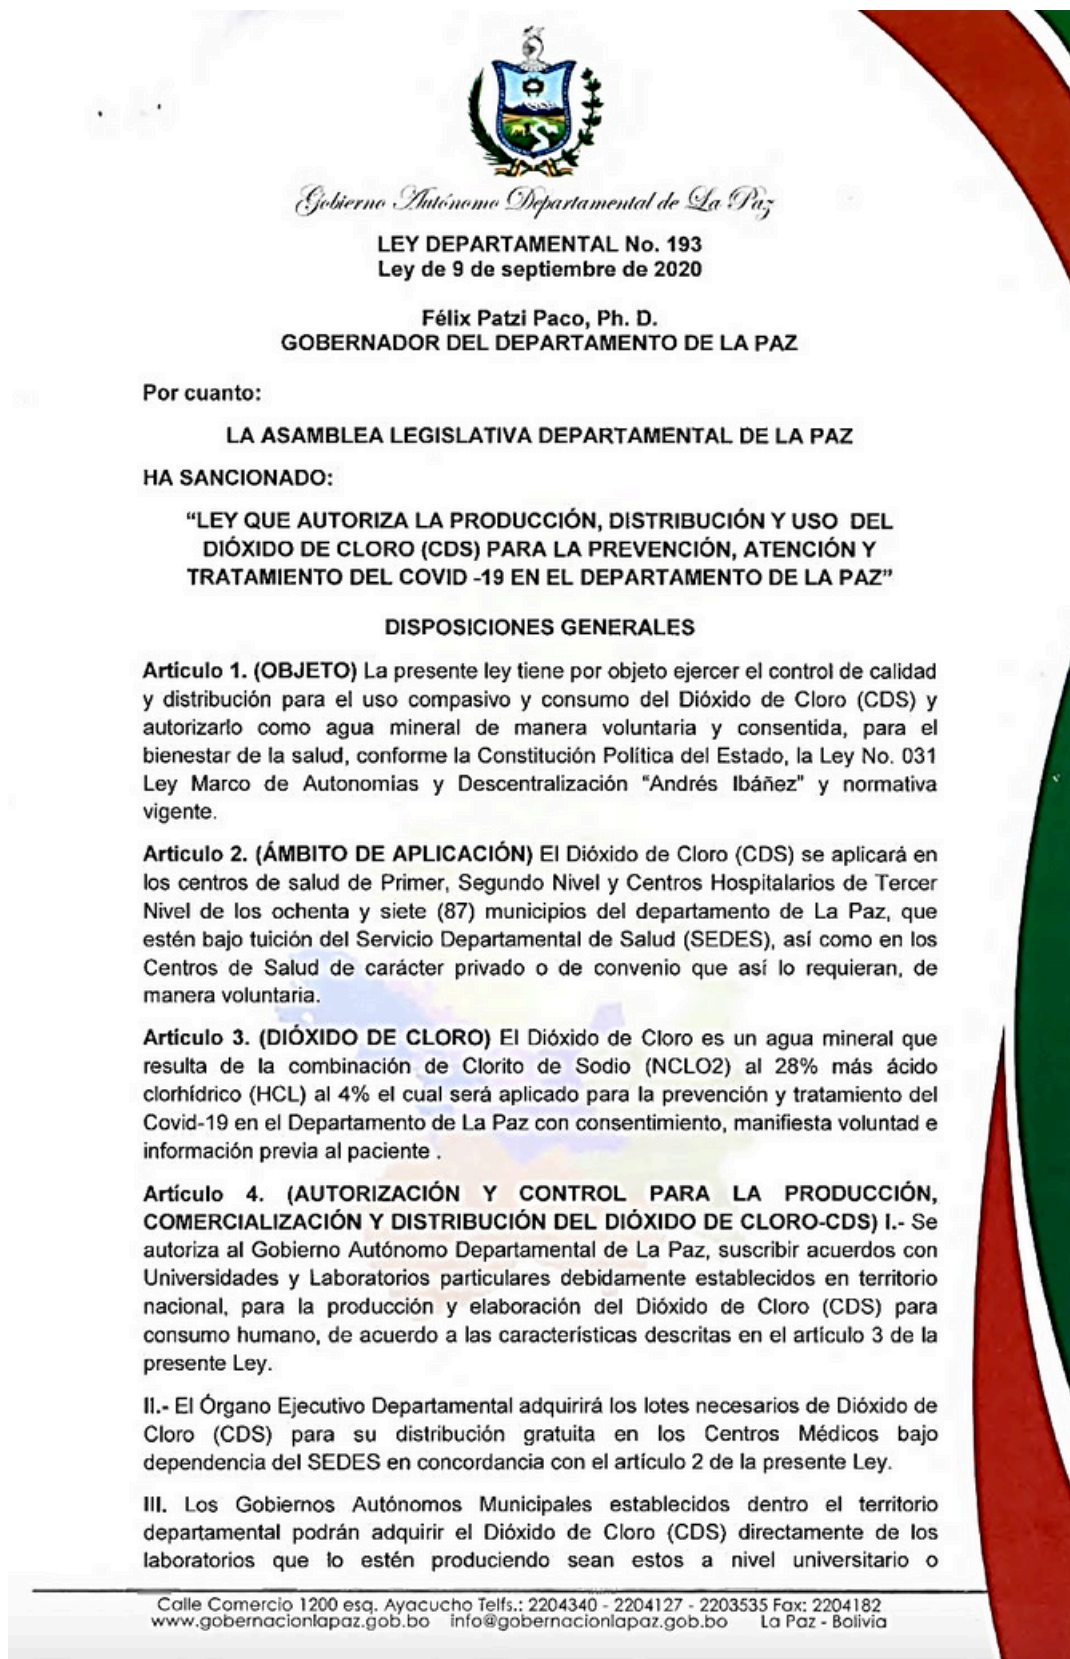 Gobierno Autónomo Departamental de La Paz
LEY DEPARTAMENTAL No. 193
Ley de 9 de septiembre de 2020
Félix Patzi Paco, Ph. D.
GOBERNADOR DEL DEPARTAMENTO DE LA PAZ
Por cuanto:
LA ASAMBLEA LEGISLATIVA DEPARTAMENTAL DE LA PAZ
HA SANCIONADO:
“LEY QUE AUTORIZA LA PRODUCCIÓN, DISTRIBUCIÓN Y USO DEL
DIÓXIDO DE CLORO (CDS) PARA LA PREVENCIÓN, ATENCIÓN Y
TRATAMIENTO DEL COVID -19 EN EL DEPARTAMENTO DE LA PAZ”
DISPOSICIONES GENERALES
Artículo 1. (OBJETO) La presente ley tiene por objeto ejercer el control de calidad
y distribución para el uso compasivo y consumo del Dióxido de Cloro (CDS) y
autorizarlo como agua mineral de manera voluntaria y consentida, para el
bienestar de la salud, conforme la Constitución Política del Estado, la Ley No. 031
Ley Marco de Autonomías y Descentralización “Andrés Ibáñez” y normativa
vigente.
Artículo 2. (ÁMBITO DE APLICACIÓN) El Dióxido de Cloro (CDS) se aplicará en
los centros de salud de Primer, Segundo Nivel y Centros Hospitalarios de Tercer
Nivel de los ochenta y siete (87) municipios del departamento de La Paz, que
estén bajo tuición del Servicio Departamental de Salud (SEDES), así como en los
Centros de Salud de carácter privado o de convenio que así lo requieran, de
manera voluntaria.
Artículo 3. (DIÓXIDO DE CLORO) El Dióxido de Cloro es un agua mineral que
resulta de la combinación de Clorito de Sodio (NCLO2) al 28% más ácido
clorhídrico (HCL) al 4% el cual será aplicado para la prevención y tratamiento del
Covid-19 en el Departamento de La Paz con consentimiento, manifiesta voluntad e
información previa al paciente .
Artículo 4. (AUTORIZACIÓN Y CONTROL PARA LA PRODUCCIÓN,
COMERCIALIZACIÓN Y DISTRIBUCIÓN DEL DIÓXIDO DE CLORO-CDS) I.- Se
autoriza al Gobierno Autónomo Departamental de La Paz, suscribir acuerdos con
Universidades y Laboratorios particulares debidamente establecidos en territorio
nacional, para la producción y elaboración del Dióxido de Cloro (CDS) para
consumo humano, de acuerdo a las características descritas en el artículo 3 de la
presente Ley.
II.- El Órgano Ejecutivo Departamental adquirirá los lotes necesarios de Dióxido de
Cloro (CDS) para su distribución gratuita en los Centros Médicos bajo
dependencia del SEDES en concordancia con el artículo 2 de la presente Ley.
III. Los Gobiernos Autónomos Municipales establecidos dentro el territorio
departamental podrán adquirir el Dióxido de Cloro (CDS) directamente de los
laboratorios que lo estén produciendo sean estos a nivel universitario o
Calle Comercio 1200 esq. Ayacucho Telfs.: 2204340 - 2204127 - 2203535 Fax: 2204182
www.gobernacionlapaz.gob.bo info@gobernacionlapaz.gob.bo La Paz - Bolivia